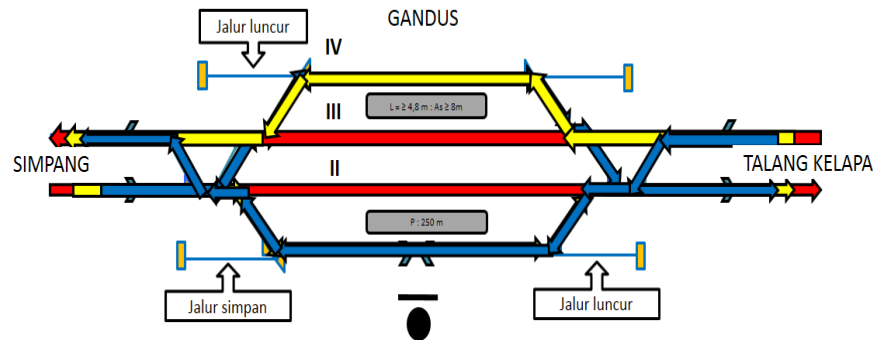 GANDUS
Jalur luncur
IV
L = ≥ 4,8 m : As ≥ 8m
III
SIMPANG
TALANG KELAPA
II
P : 250 m
Jalur simpan
Jalur luncur